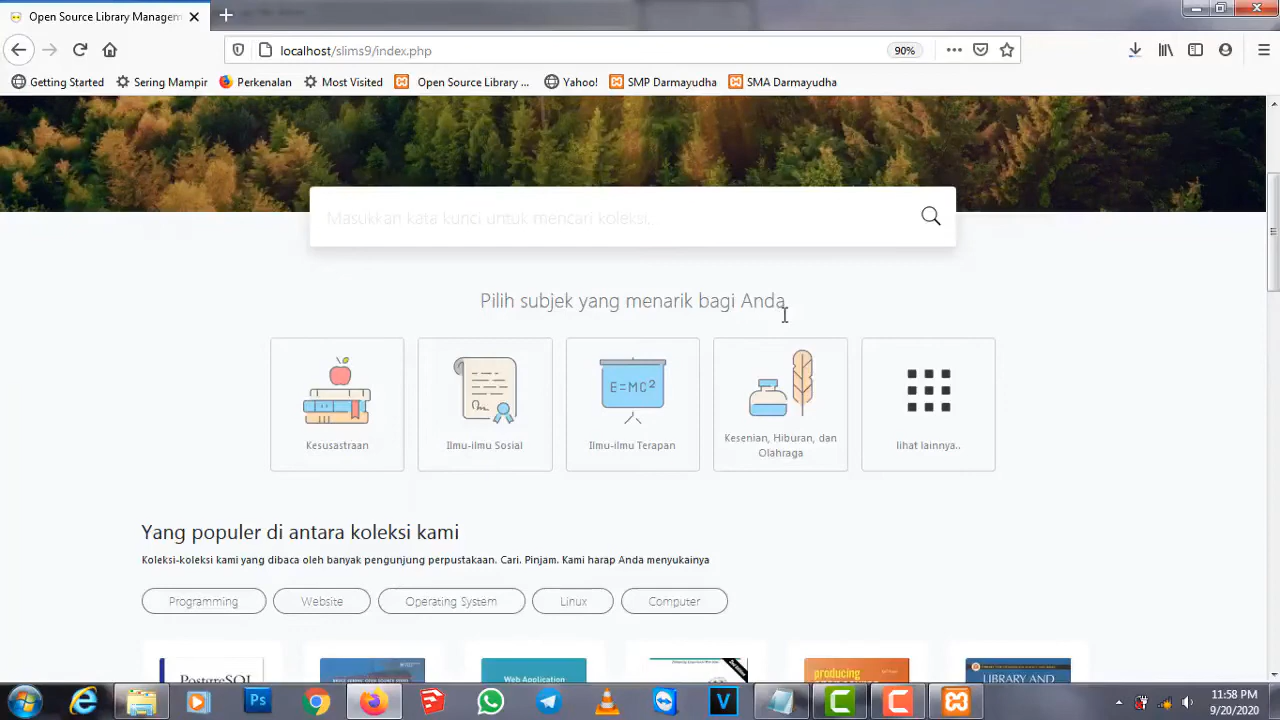 Open Source Library Managem
localhost/slims9/index.php
90%
Getting Started
Sering Mampir
Perkenalan
Most Visited
Open Source Library ...
Yahoo!
SMP Darmayudha
SMA Darmayudha
Masukkan kata kunci untuk mencari koleksi.
Pilih subjek yang menarik bagi Anda
E=MC²
Kesusastraan
Ilmu-ilmu Sosial
Ilmu-ilmu Terapan
Kesenian, Hiburan, dan
Olahraga
lihat lainnya..
Yang populer di antara koleksi kami
Koleksi-koleksi kami yang dibaca oleh banyak pengunjung perpustakaan. Cari. Pinjam. Kami harap Anda menyukainya
Programming
Website
Operating System
Linux
Computer
PostgreSQL
Web Application
producing
LIBRARY AND
Ps
V
11:58 PM
9/20/2020